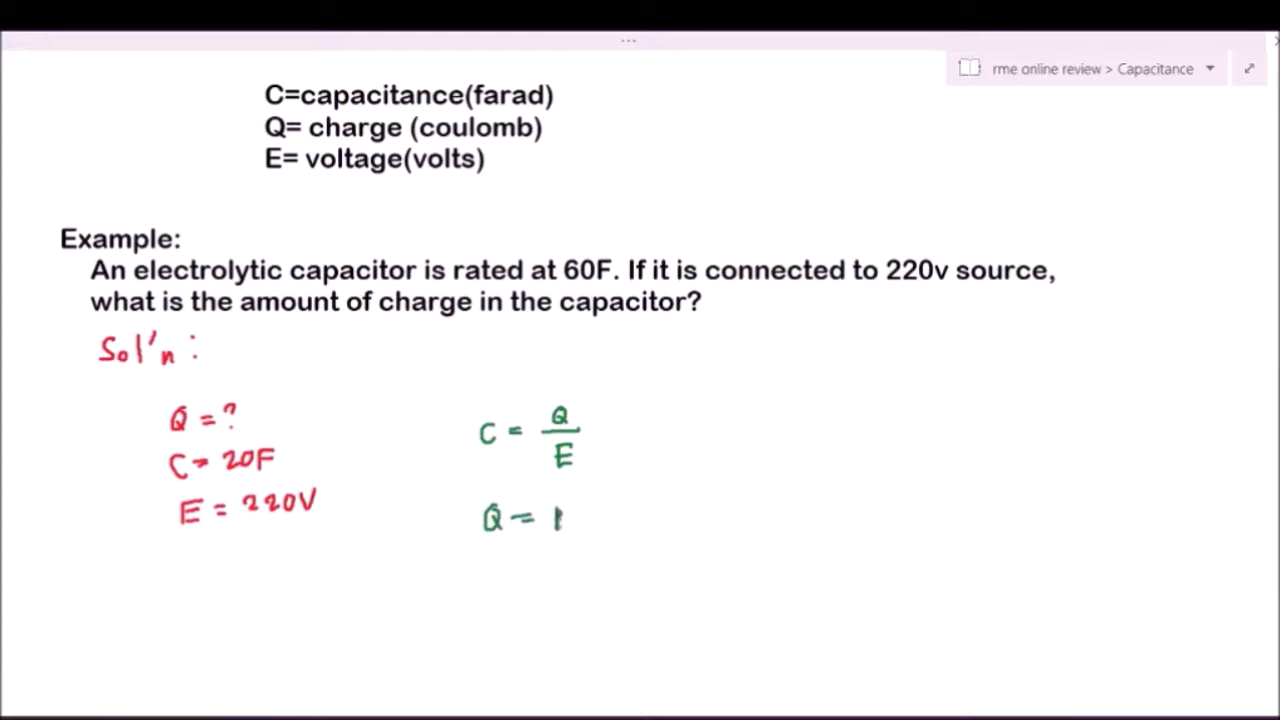 ...
rme online review > Capacitance
C=capacitance(farad)
Q= charge (coulomb)
E= voltage(volts)
Example:
An electrolytic capacitor is rated at 60F. If it is connected to 220v source,
what is the amount of charge in the capacitor?
Sol'n :
Q = ?
C = 20F
E = 220V
C = Q
E
Q =